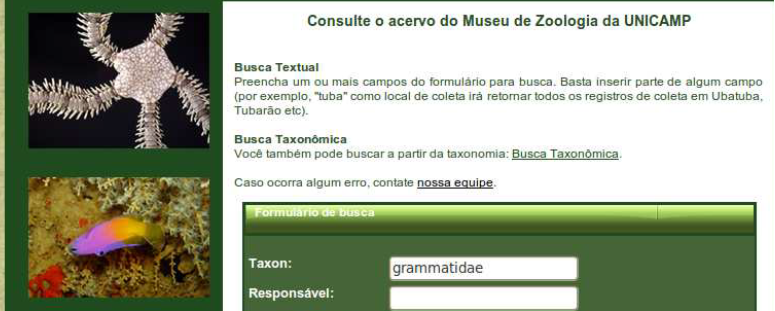 Consulte o acervo do Museu de Zoologia da UNICAMP
Busca Textual
Preencha um ou mais campos do formulário para busca. Basta inserir parte de algum campo
(por exemplo, "tuba" como local de coleta irá retornar todos os registros de coleta em Ubatuba,
Tubarão etc).
Busca Taxonômica
Você também pode buscar a partir da taxonomia: Busca Taxonômica.
Caso ocorra algum erro, contate nossa equipe.
Formulário de busca
Taxon: grammatidae
Responsável: